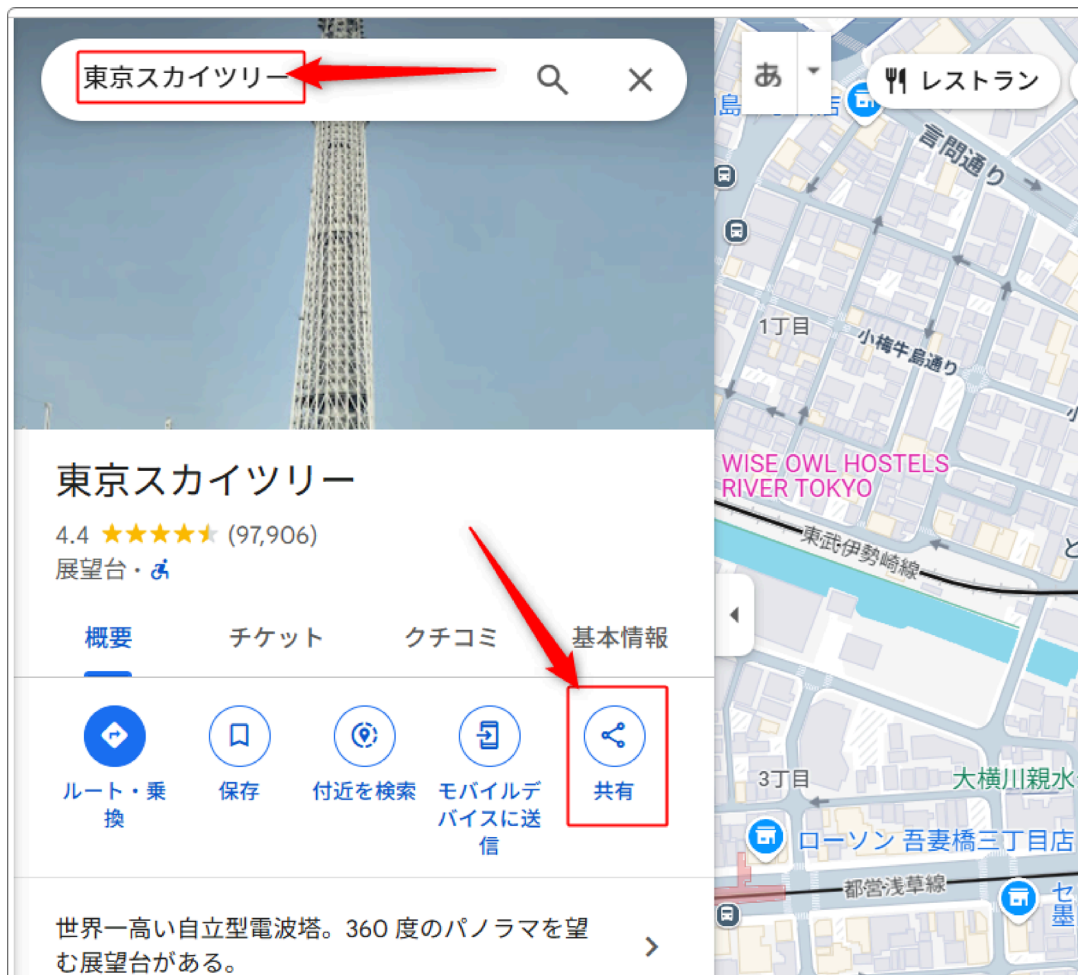 東京スカイツリー
あ
レストラン
言問通り
1丁目
小梅牛島通り
WISE OWL HOSTELS
RIVER TOKYO
東武伊勢崎線
東京スカイツリー
4.4 (97,906)
展望台・
概要 チケット クチコミ 基本情報
ルート・乗
換
保存
付近を検索
モバイルデ
バイスに送
信
共有
3丁目
大横川親水
ローソン 吾妻橋三丁目店
都営浅草線
セ
墨
世界一高い自立型電波塔。360 度のパノラマを望
む展望台がある。